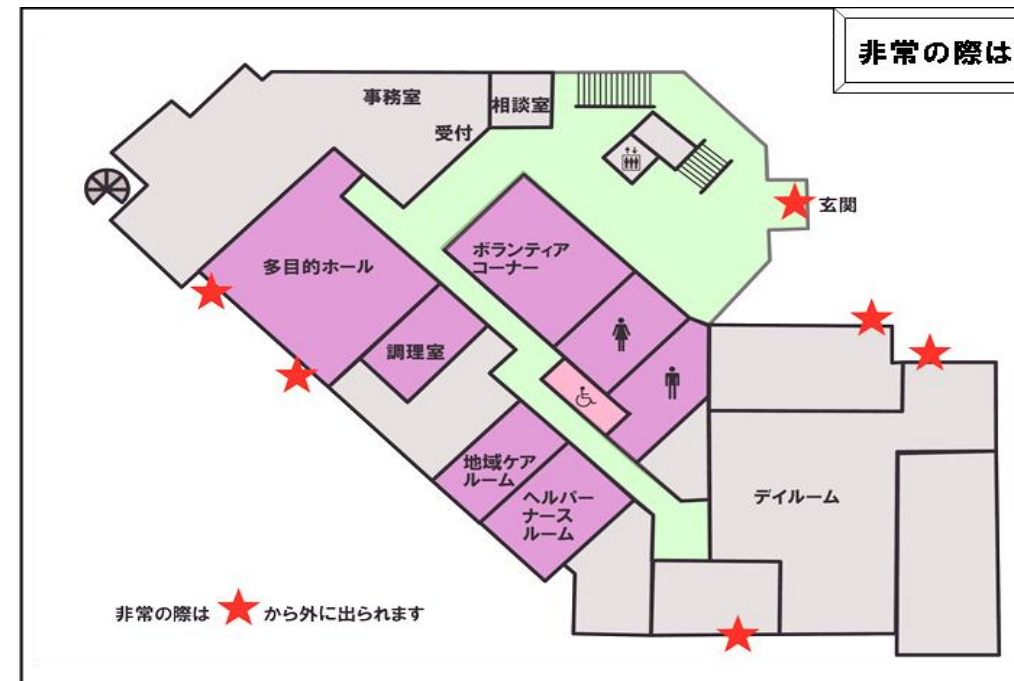 非常の際は
事務室
相談室
受付
玄関
多目的ホール
ボランティア
コーナー
調理室
地域ケア
ルーム
ヘルパー
ナース
ルーム
デイルーム
非常の際は
から外に出られます